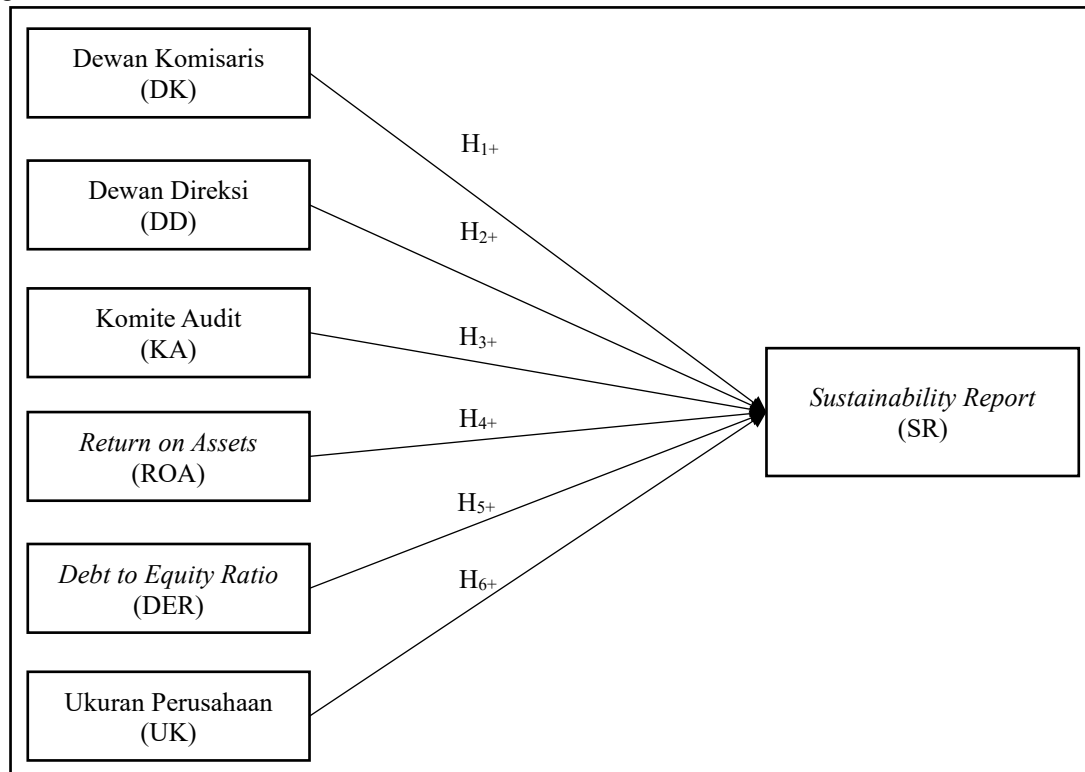 Dewan Komisaris
(DK)
H1+
Dewan Direksi
(DD)
H2+
Komite Audit
(KA)
H3+
Sustainability Report
(SR)
Return on Assets
(ROA)
H4+
Debt to Equity Ratio
(DER)
H5+
H6+
Ukuran Perusahaan
(UK)